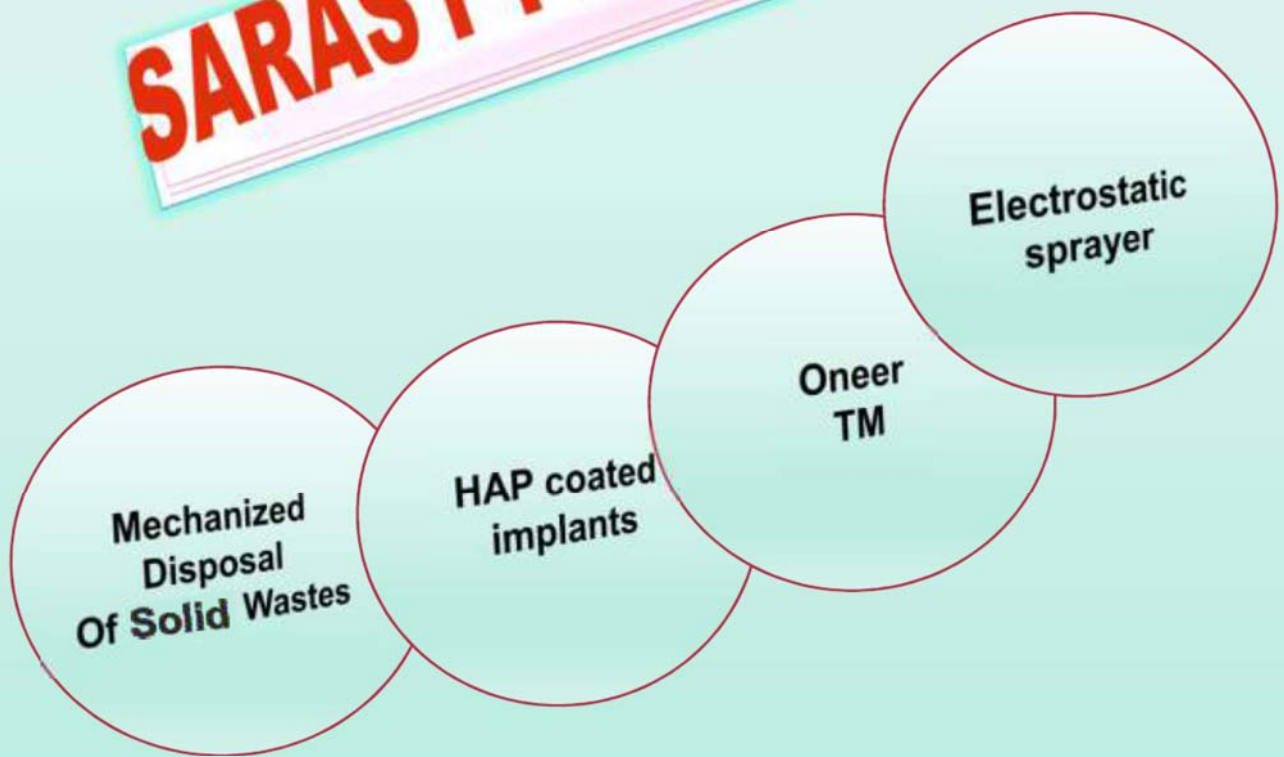 SARAS
Electrostatic
sprayer
Oneer
TM
HAP coated
implants
Mechanized
Disposal
Of Solid Wastes